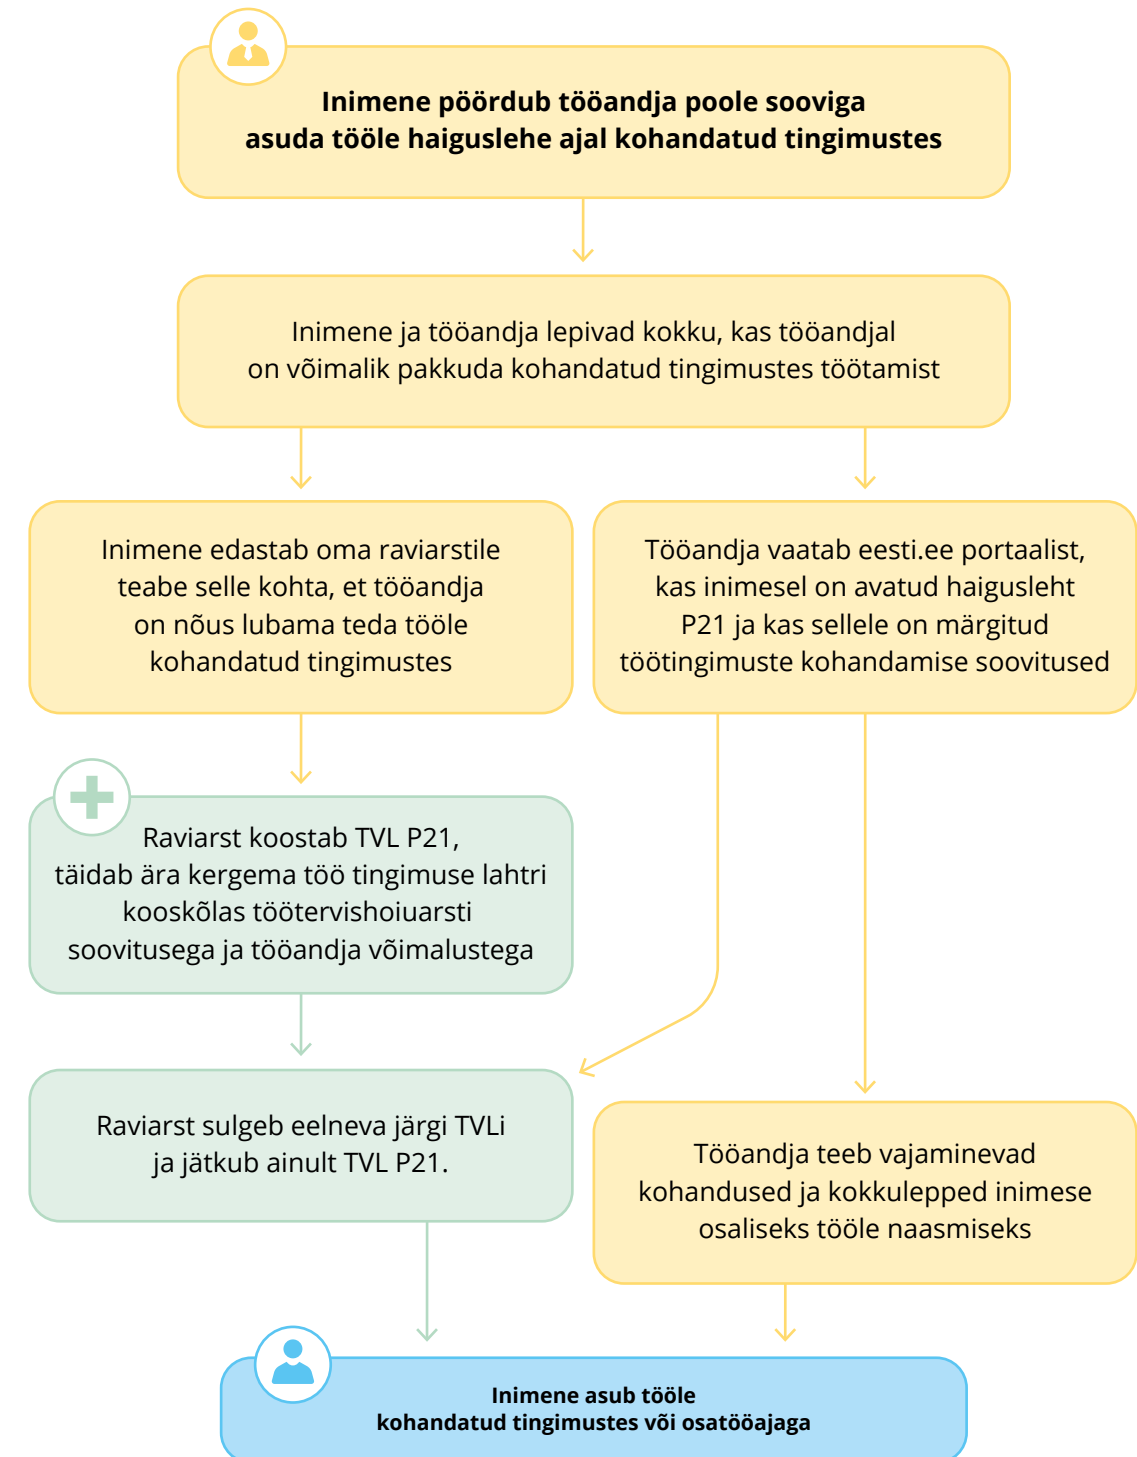 Inimene pöördub tööandja poole sooviga
asuda tööle haiguslehe ajal kohandatud tingimustes
Inimene ja tööandja lepivad kokku, kas tööandjal
on võimalik pakkuda kohandatud tingimustes töötamist
Inimene edastab oma raviarstile
teabe selle kohta, et tööandja
on nõus lubama teda tööle
kohandatud tingimustes
Tööandja vaatab eesti.ee portaalist,
kas inimesel on avatud haigusleht
P21 ja kas sellele on märgitud
töötingimuste kohandamise soovitused
Raviarst koostab TVL P21,
täidab ära kergema töö tingimuse lahtri
kooskõlas töötervishoiuarsti
soovitusega ja tööandja võimalustega
Raviarst sulgeb eelneva järgi TVLi
ja jätkub ainult TVL P21.
Tööandja teeb vajaminevad
kohandused ja kokkulepped inimese
osaliseks tööle naasmiseks
Inimene asub tööle
kohandatud tingimustes või osatööajaga